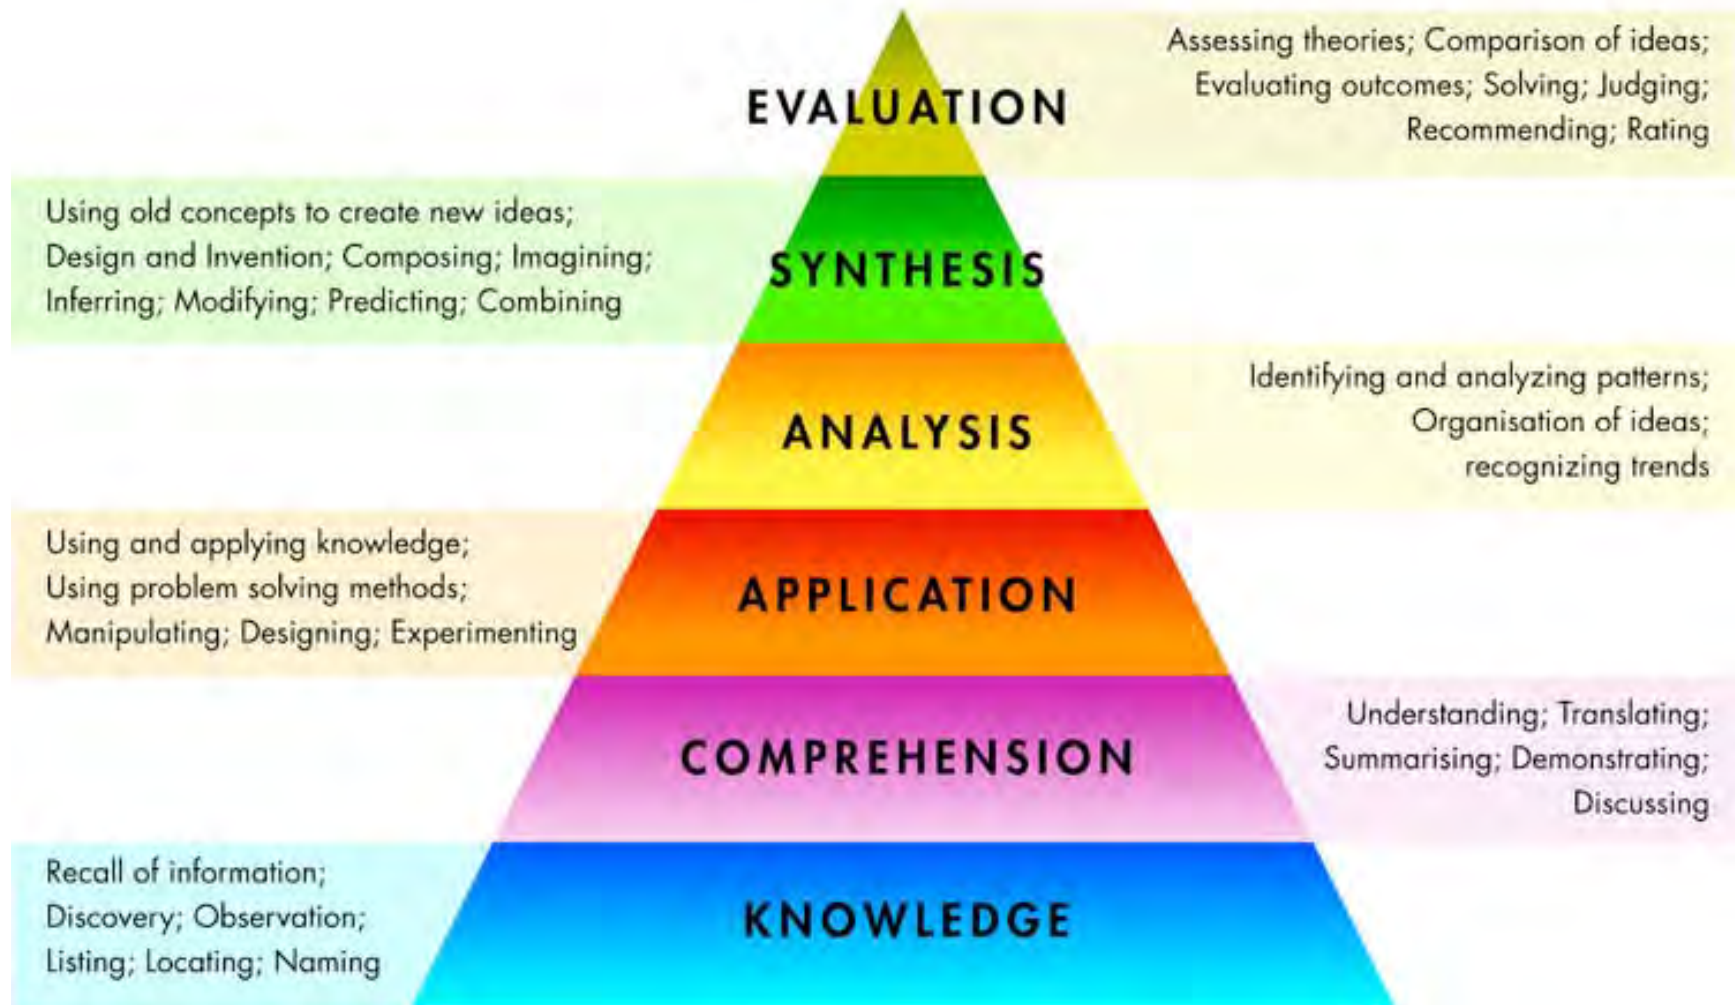 EVALUATION
Assessing theories; Comparison of ideas;
Evaluating outcomes; Solving; Judging;
Recommending; Rating
Using old concepts to create new ideas;
Design and Invention; Composing; Imagining;
Inferring; Modifying; Predicting; Combining
SYNTHESIS
ANALYSIS
Identifying and analyzing patterns;
Organisation of ideas;
recognizing trends
Using and applying knowledge;
Using problem solving methods;
Manipulating; Designing; Experimenting
APPLICATION
COMPREHENSION
Understanding; Translating;
Summarising; Demonstrating;
Discussing
Recall of information;
Discovery; Observation;
Listing; Locating; Naming
KNOWLEDGE